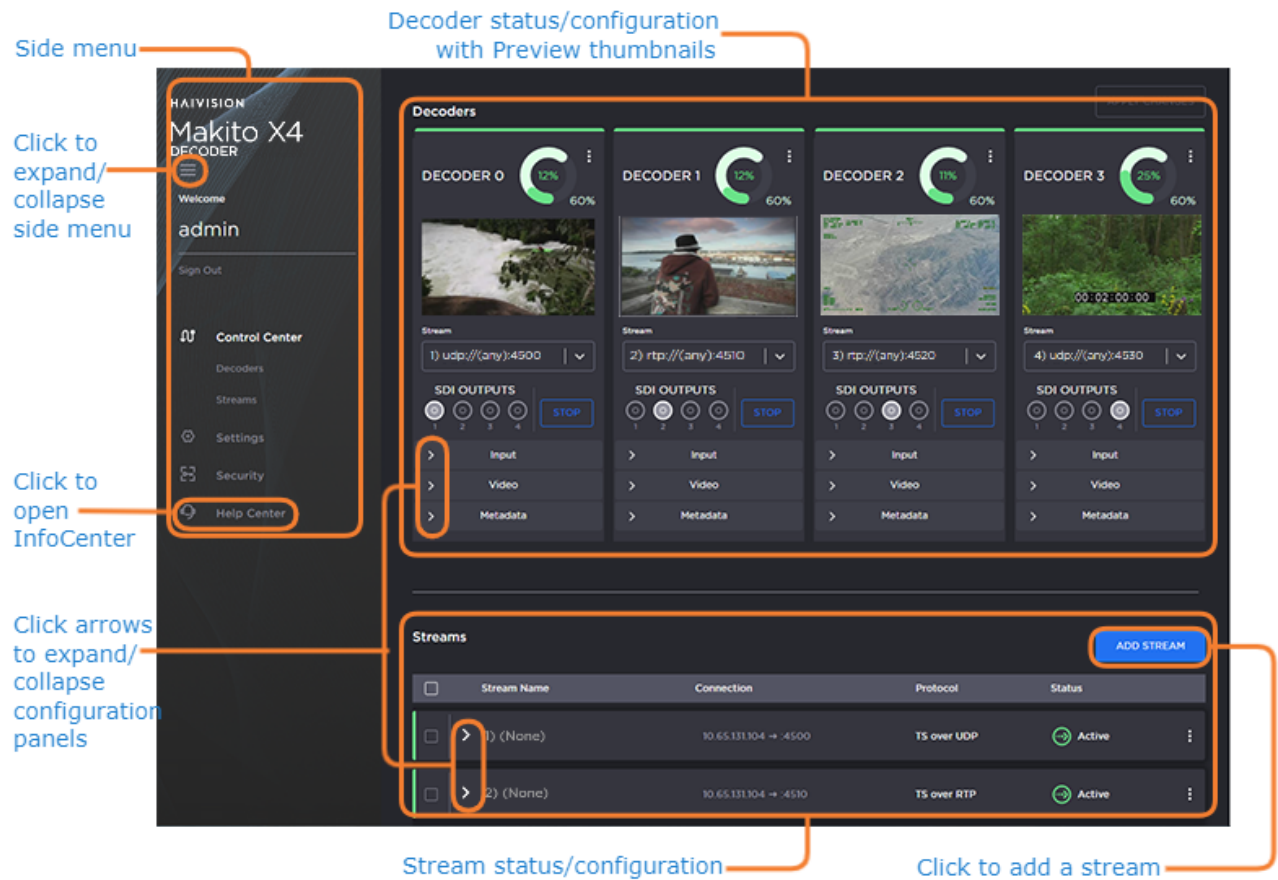 Decoder status/configuration
with Preview thumbnails
Side menu
Click to
expand/
collapse
side menu
Click to
open
InfoCenter
Click arrows
to expand/
collapse
configuration
panels
HAIVISION
Makito X4
DECODER
Welcome
admin
Sign Out
Control Center
Decoders
Streams
Settings
Security
Help Center
APPLY CHANGES
Decoders
DECODER 0
12%
60%
Stream
1) udp://(any):4500
SDI OUTPUTS
1 2 3 4
STOP
Input
Video
Metadata
DECODER 1
12%
60%
Stream
2) rtp://(any):4510
SDI OUTPUTS
1 2 3 4
STOP
Input
Video
Metadata
DECODER 2
11%
60%
Stream
3) rtp://(any):4520
SDI OUTPUTS
1 2 3 4
STOP
Input
Video
Metadata
DECODER 3
25%
60%
00:02:00:00
Stream
4) udp://(any):4530
SDI OUTPUTS
1 2 3 4
STOP
Input
Video
Metadata
Streams
ADD STREAM
Stream Name Connection Protocol Status
1) (None) 10.65.131.104 → :4500 TS over UDP Active
2) (None) 10.65.131.104 → :4510 TS over RTP Active
Stream status/configuration
Click to add a stream